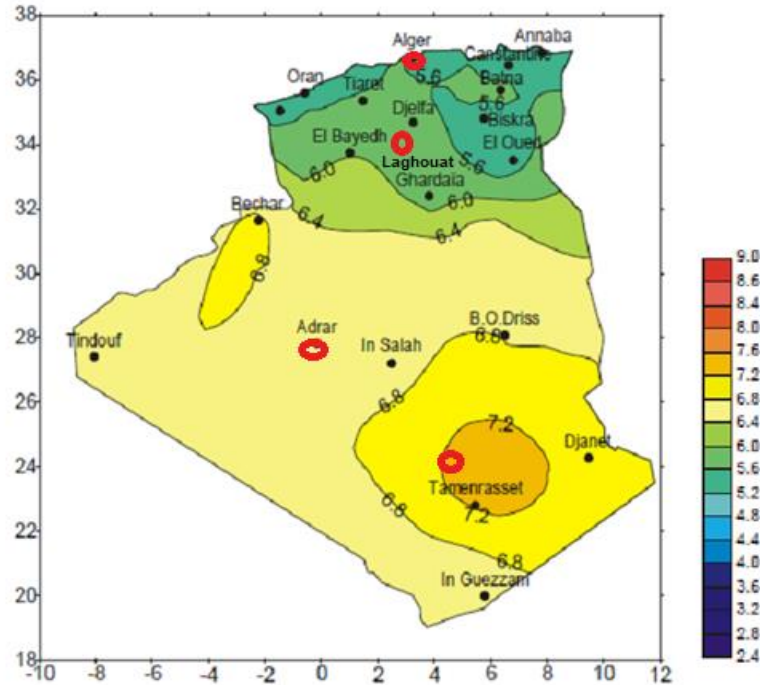 38
Annaba
Alger
Canstantine
36
5.6
Oran
Tiaret
Batna
5.6
Djelfa
Biskra
El Bayedh
El Oued
34
Laghouat
5.6
6.0
Ghardaïa
6.0
Bechar
32
6.4
6.4
6.8
30
B.O.Driss
Adrar
6.8
28
Tindouf
In Salah
26
6.8
7.2
Djanet
24
Tamenrasset
7.2
6.8
22
6.8
In Guezzam
20
18
-10 -8 -6 -4 -2 0 2 4 6 8 10 12
9.0
8.6
8.4
8.0
7.6
7.2
6.8
6.4
6.0
5.6
5.2
4.8
4.4
4.0
3.6
3.2
2.8
2.4